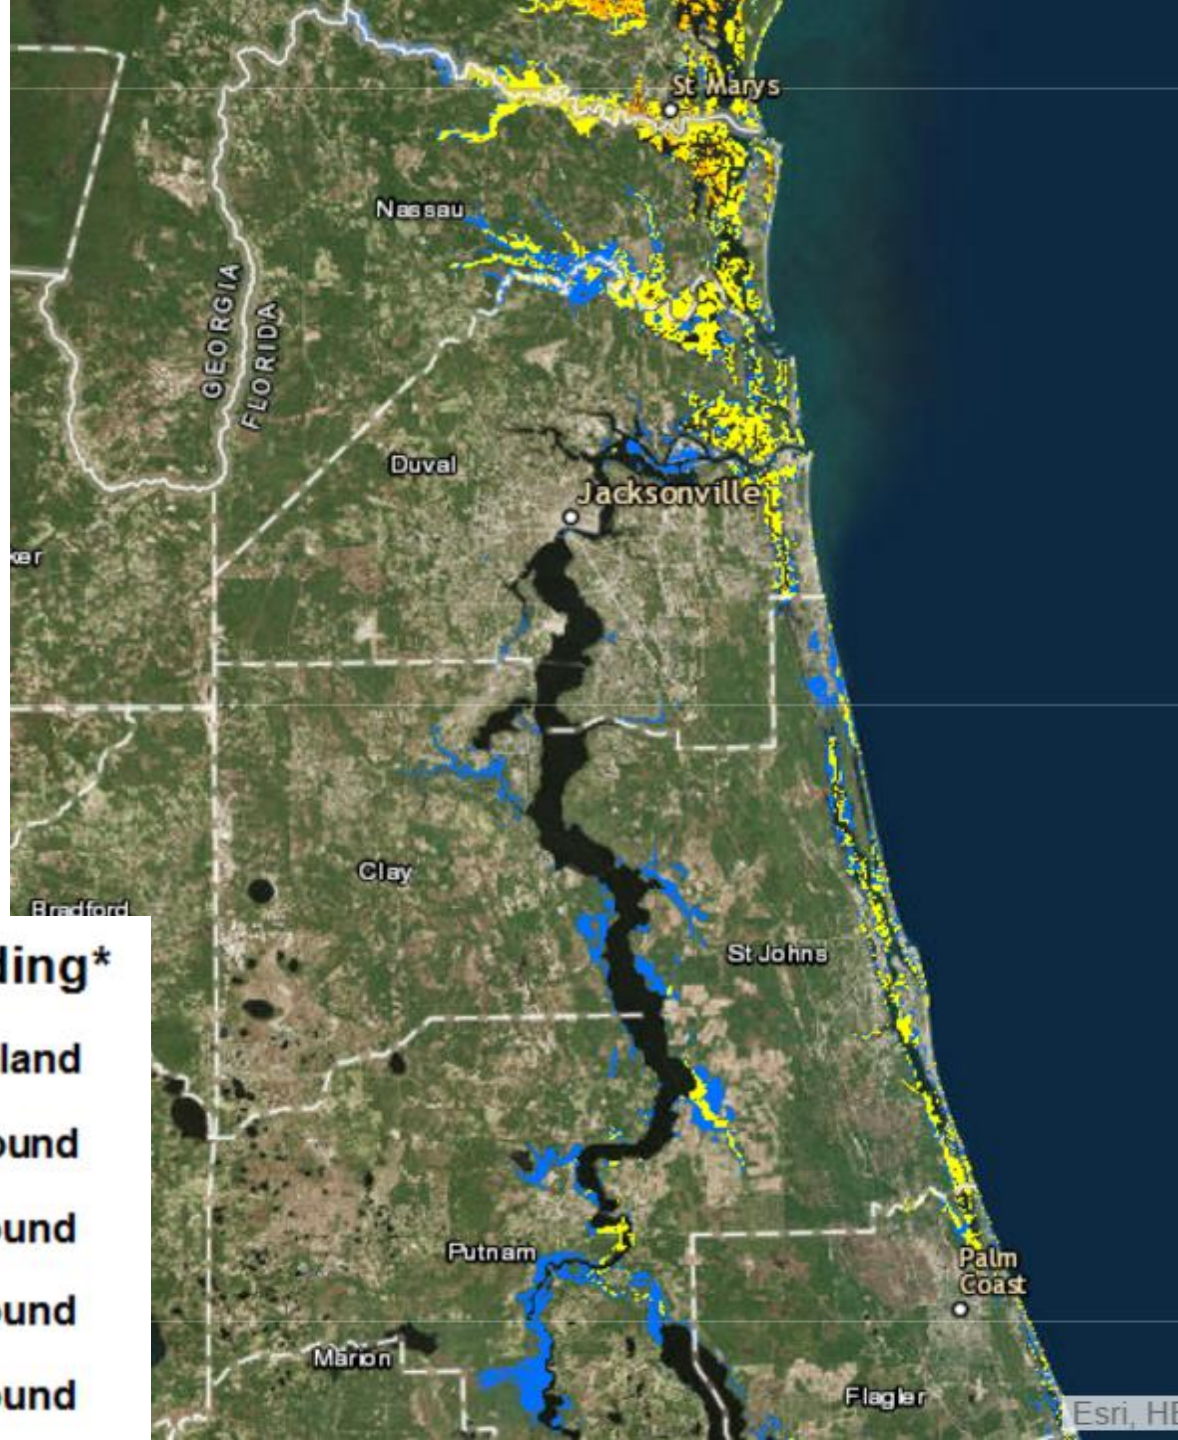 St Marys
Nassau
GEORGIA
FLORIDA
Duval
Jacksonville
ker
Clay
Bradford
ding*
land
St Johns
ound
ound
Putnam
Palm
Coast
ound
Marion
ound
Flagler
Esri, HE